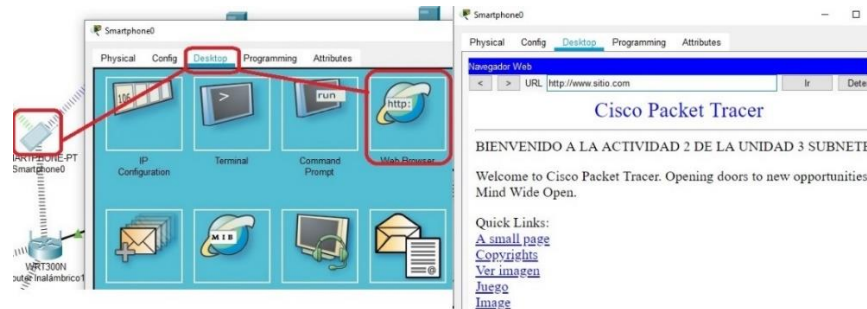 Smartphone0
Physical Config Desktop Programming Attributes
106
run
http:
IP Configuration
Terminal
Command Prompt
Web Browser
MIB
Smartphone0
WRT300N
Smartphone0
Physical Config Desktop Programming Attributes
Navegador Web
< > URL http://www.sitio.com Ir
Cisco Packet Tracer
BIENVENIDO A LA ACTIVIDAD 2 DE LA UNIDAD 3
Welcome to Cisco Packet Tracer. Opening doors to new opportunities.
Mind Wide Open.
Quick Links:
A small page
Copyrights
Ver imagen
Juego
Image